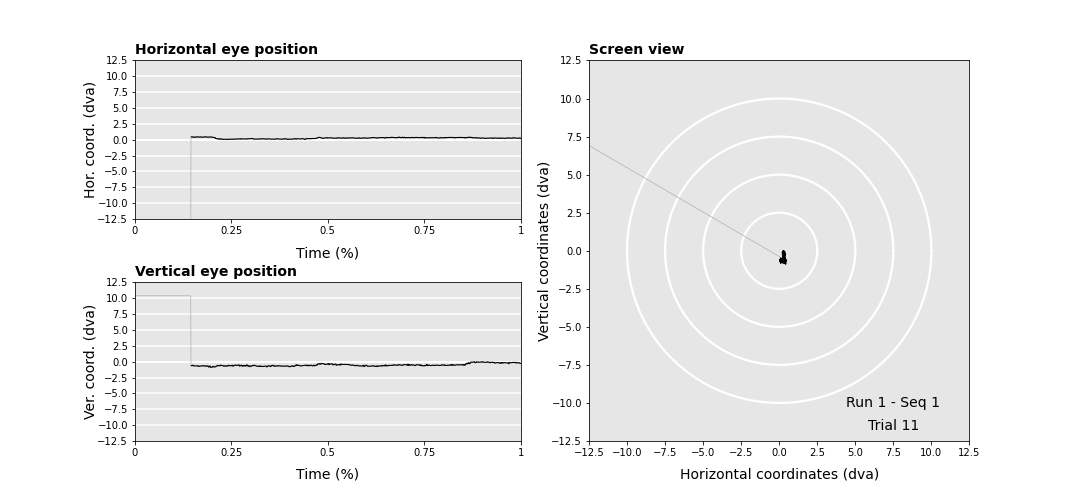 Horizontal eye position
12.5
10.0
7.5
5.0
2.5
0.0
−2.5
−5.0
−7.5
−10.0
−12.5
Hor. coord. (dva)
0 0.25 0.5 0.75 1
Time (%)
Vertical eye position
12.5
10.0
7.5
5.0
2.5
0.0
−2.5
−5.0
−7.5
−10.0
−12.5
Ver. coord. (dva)
0 0.25 0.5 0.75 1
Time (%)
Screen view
12.5
10.0
7.5
5.0
2.5
0.0
−2.5
−5.0
−7.5
−10.0
−12.5
Vertical coordinates (dva)
Run 1 - Seq 1
Trial 11
−12.5 −10.0 −7.5 −5.0 −2.5 0.0 2.5 5.0 7.5 10.0 12.5
Horizontal coordinates (dva)